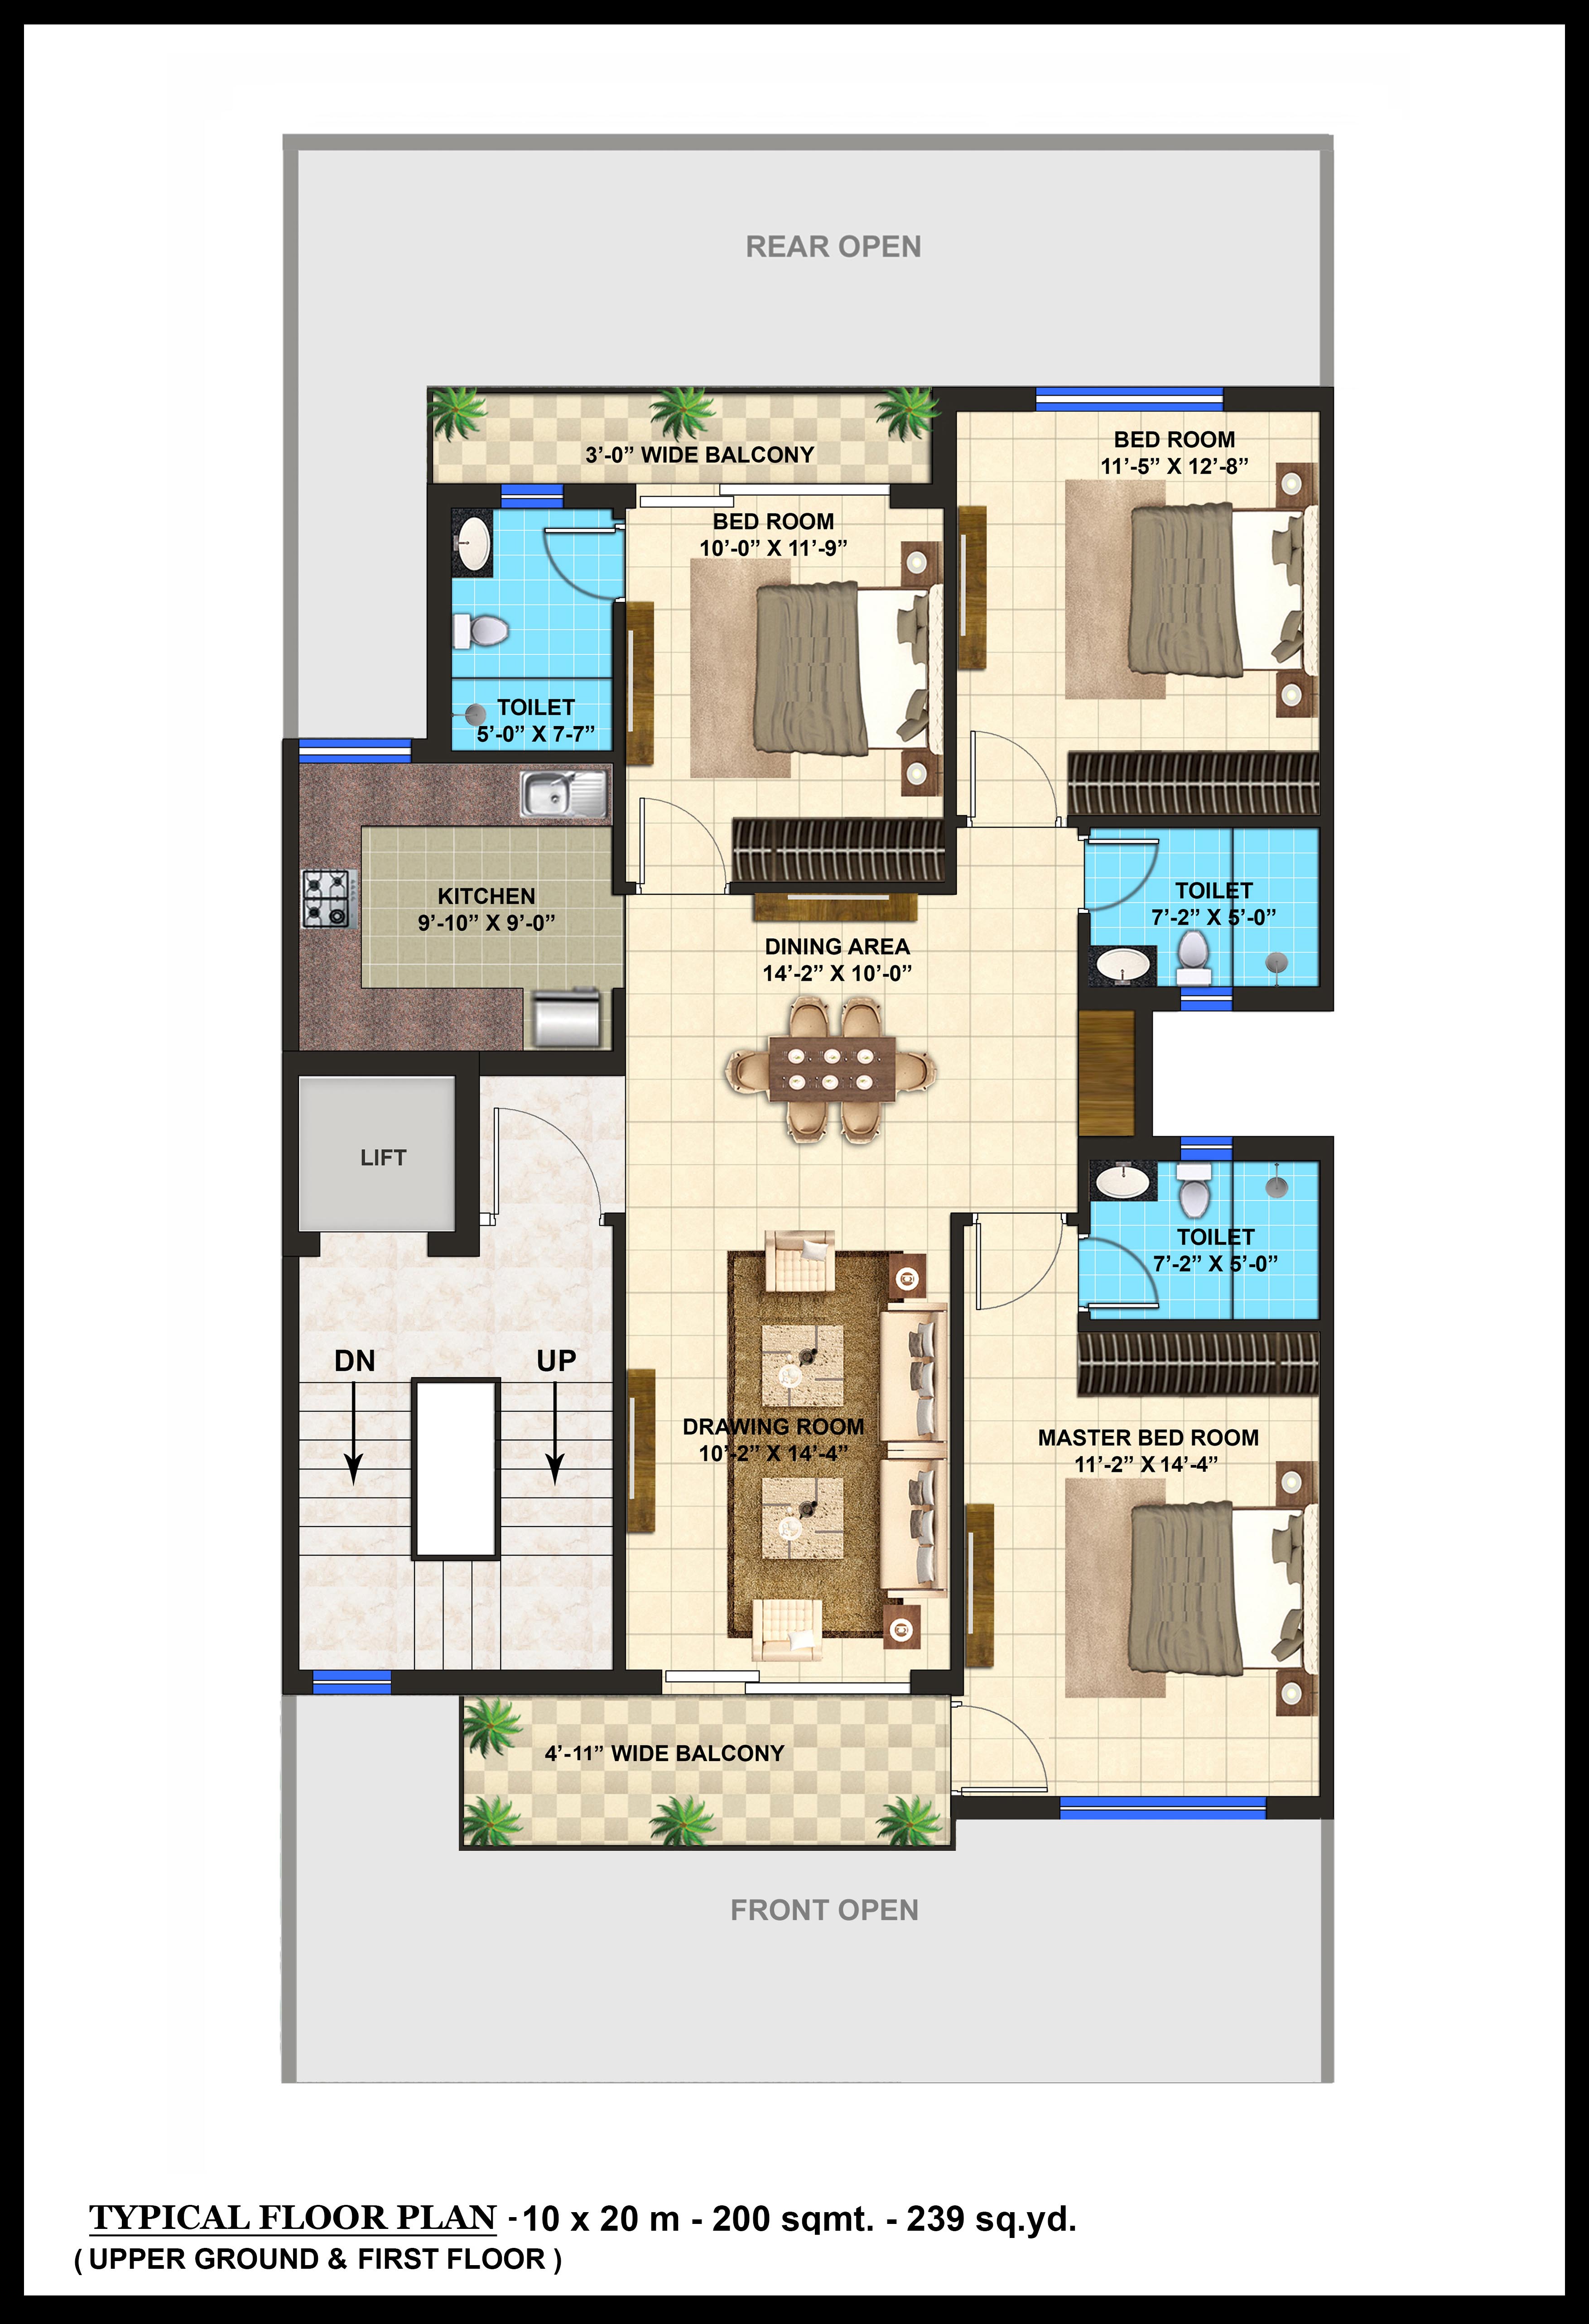 REAR OPEN
3’-0” WIDE BALCONY
BED ROOM
11’-5” X 12’-8”
BED ROOM
10’-0” X 11’-9”
TOILET
5’-0” X 7-7”
KITCHEN
9’-10” X 9’-0”
TOILET
7’-2” X 5’-0”
DINING AREA
14’-2” X 10’-0”
LIFT
TOILET
7’-2” X 5’-0”
DN
UP
DRAWING ROOM
10’-2” X 14’-4”
MASTER BED ROOM
11’-2” X 14’-4”
4’-11” WIDE BALCONY
FRONT OPEN
TYPICAL FLOOR PLAN -10 x 20 m - 200 sqmt. - 239 sq.yd.
( UPPER GROUND & FIRST FLOOR )